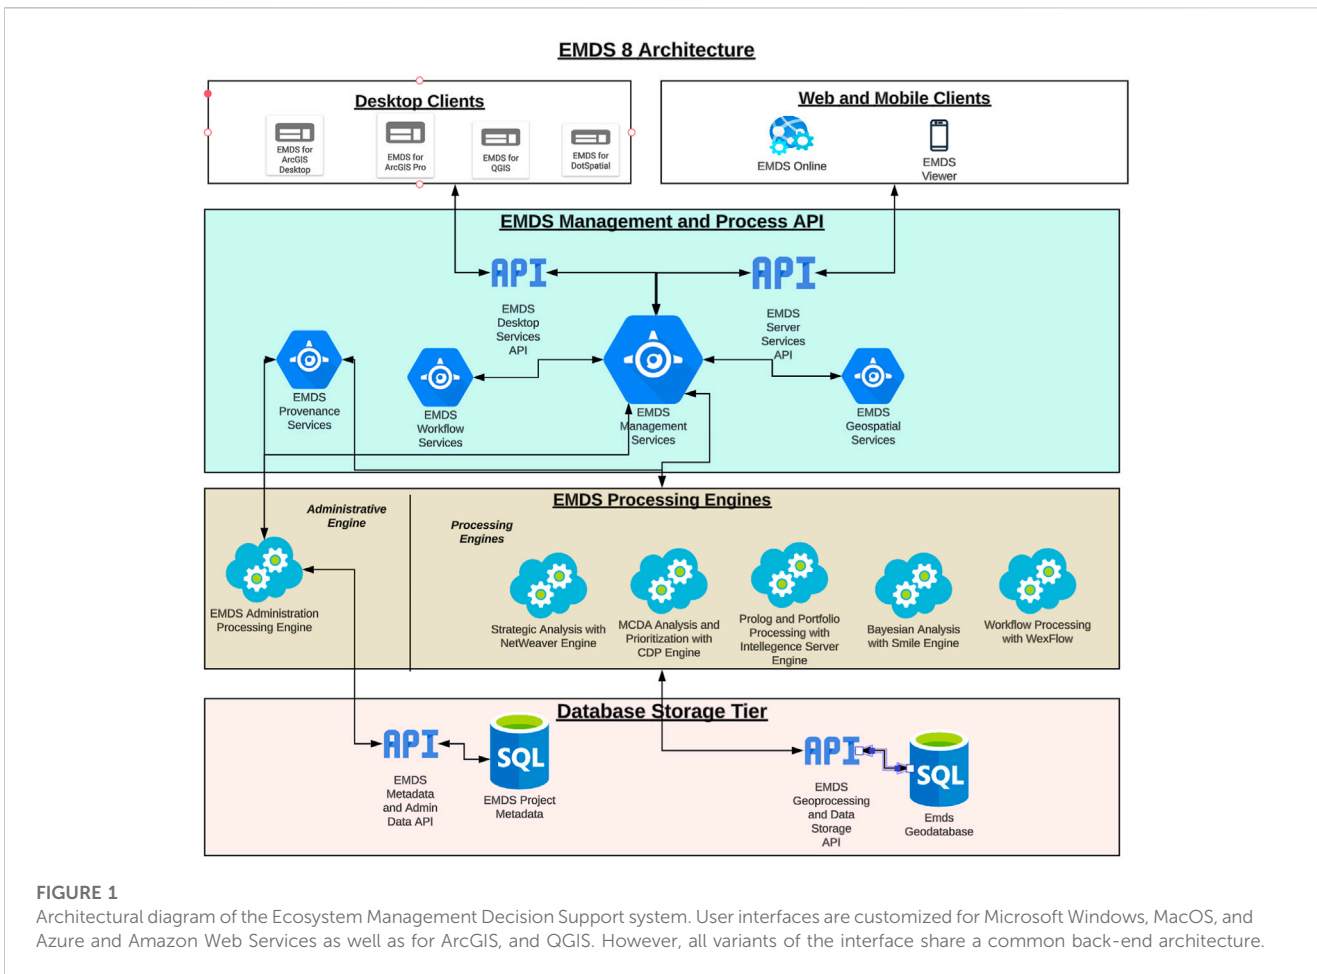 EMDS 8 Architecture
Desktop Clients
EMDS for
ArcGIS
Desktop
EMDS for
ArcGIS Pro
EMDS for
QGIS
EMDS for
DotSpatial
Web and Mobile Clients
EMDS Online
EMDS
Viewer
EMDS Management and Process API
API
EMDS
Desktop
Services
API
API
EMDS
Server
Services
API
EMDS
Provenance
Services
EMDS
Workflow
Services
EMDS
Management
Services
EMDS
Geospatial
Services
EMDS Processing Engines
Administrative
Engine
Processing
Engines
EMDS Administration
Processing Engine
Strategic Analysis with
NetWeaver Engine
MCDA Analysis and
Prioritization with
CDP Engine
Prolog and Portfolio
Processing with
Intellegence Server
Engine
Bayesian Analysis
with Smile Engine
Workflow Processing
with WexFlow
Database Storage Tier
API
EMDS
Metadata
and Admin
Data API
SQL
EMDS Project
Metadata
API
EMDS
Geoprocessing
and Data
Storage
API
SQL
Emds
Geodatabase
FIGURE 1
Architectural diagram of the Ecosystem Management Decision Support system. User interfaces are customized for Microsoft Windows, MacOS, and
Azure and Amazon Web Services as well as for ArcGIS, and QGIS. However, all variants of the interface share a common back-end architecture.